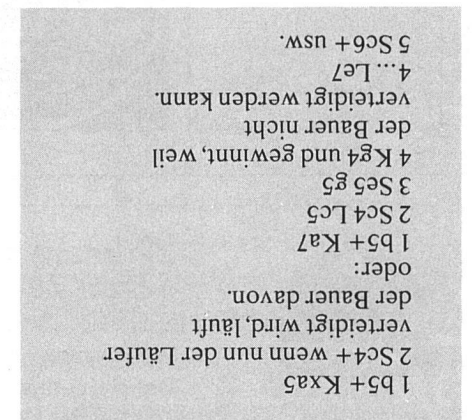 1 b5+ Kxa5
2 Sc4+ wenn nun der Läufer
verteidigt wird, läuft
der Bauer davon.
oder:
1 b5+ Ka7
2 Sc4 Lc5
3 Se5 g5
4 Kg4 und gewinnt, weil
der Bauer nicht
verteidigt werden kann.
4... Le7
5 Sc6+ usw.